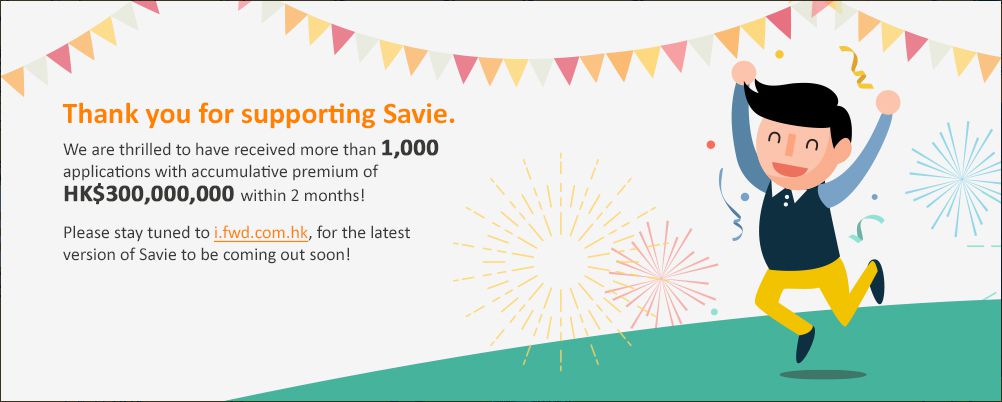 Thank you for supporting Savie.
We are thrilled to have received more than 1,000
applications with accumulative premium of
HK$300,000,000 within 2 months!
Please stay tuned to i.fwd.com.hk, for the latest
version of Savie to be coming out soon!